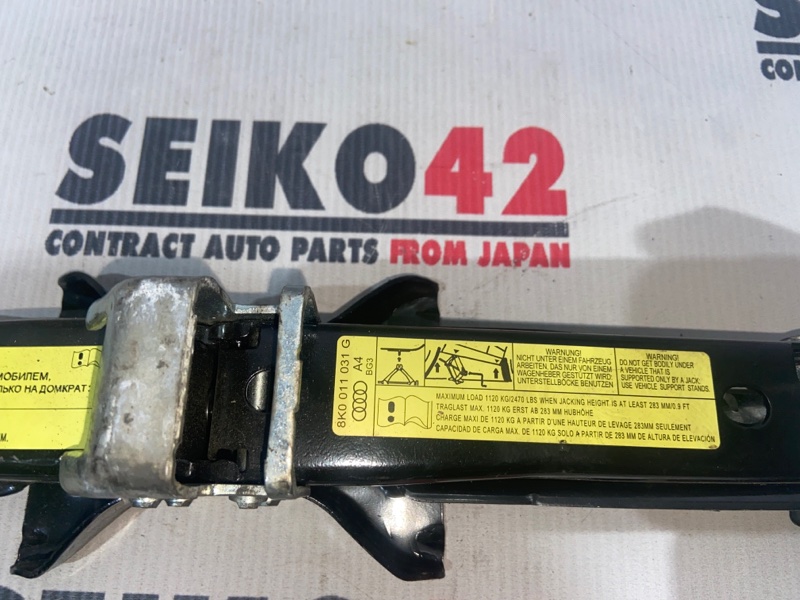 SEIKO42
CONTRACT AUTO PARTS FROM JAPAN
МОБИЛЕМ,
ЛЬКО НА ДОМКРАТ:
М.
8K0 011 031 G
A4
BG3
WARNUNG!
NICHT UNTER EINEM FAHRZEUG
ARBEITEN, DAS NUR VON EINEM
WAGENHEBER GESTÜTZT WIRD;
UNTERSTELLBÖCKE BENUTZEN
WARNING!
DO NOT GET BODILY UNDER
A VEHICLE THAT IS
SUPPORTED ONLY BY A JACK;
USE VEHICLE SUPPORT STANDS.
MAXIMUM LOAD 1120 KG/2470 LBS WHEN JACKING HEIGHT IS AT LEAST 283 MM/0.9 FT
TRAGLAST MAX. 1120 KG ERST AB 283 MM HUBHÖHE
CHARGE MAXI DE 1120 KG A PARTIR D'UNE HAUTEUR DE LEVAGE 283MM SEULEMENT
CAPACIDAD DE CARGA MAX. DE 1120 KG SOLO A PARTIR DE 283 MM DE ALTURA DE ELEVACIÓN